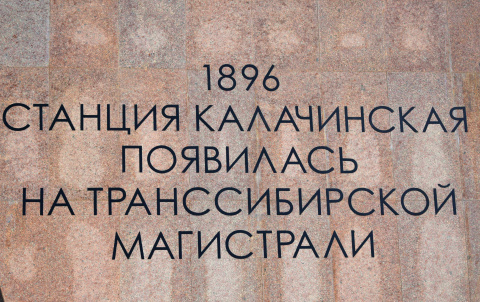 1896
СТАНЦИЯ КАЛАЧИНСКАЯ
ПОЯВИЛАСЬ
НА ТРАНССИБИРСКОЙ
МАГИСТРАЛИ